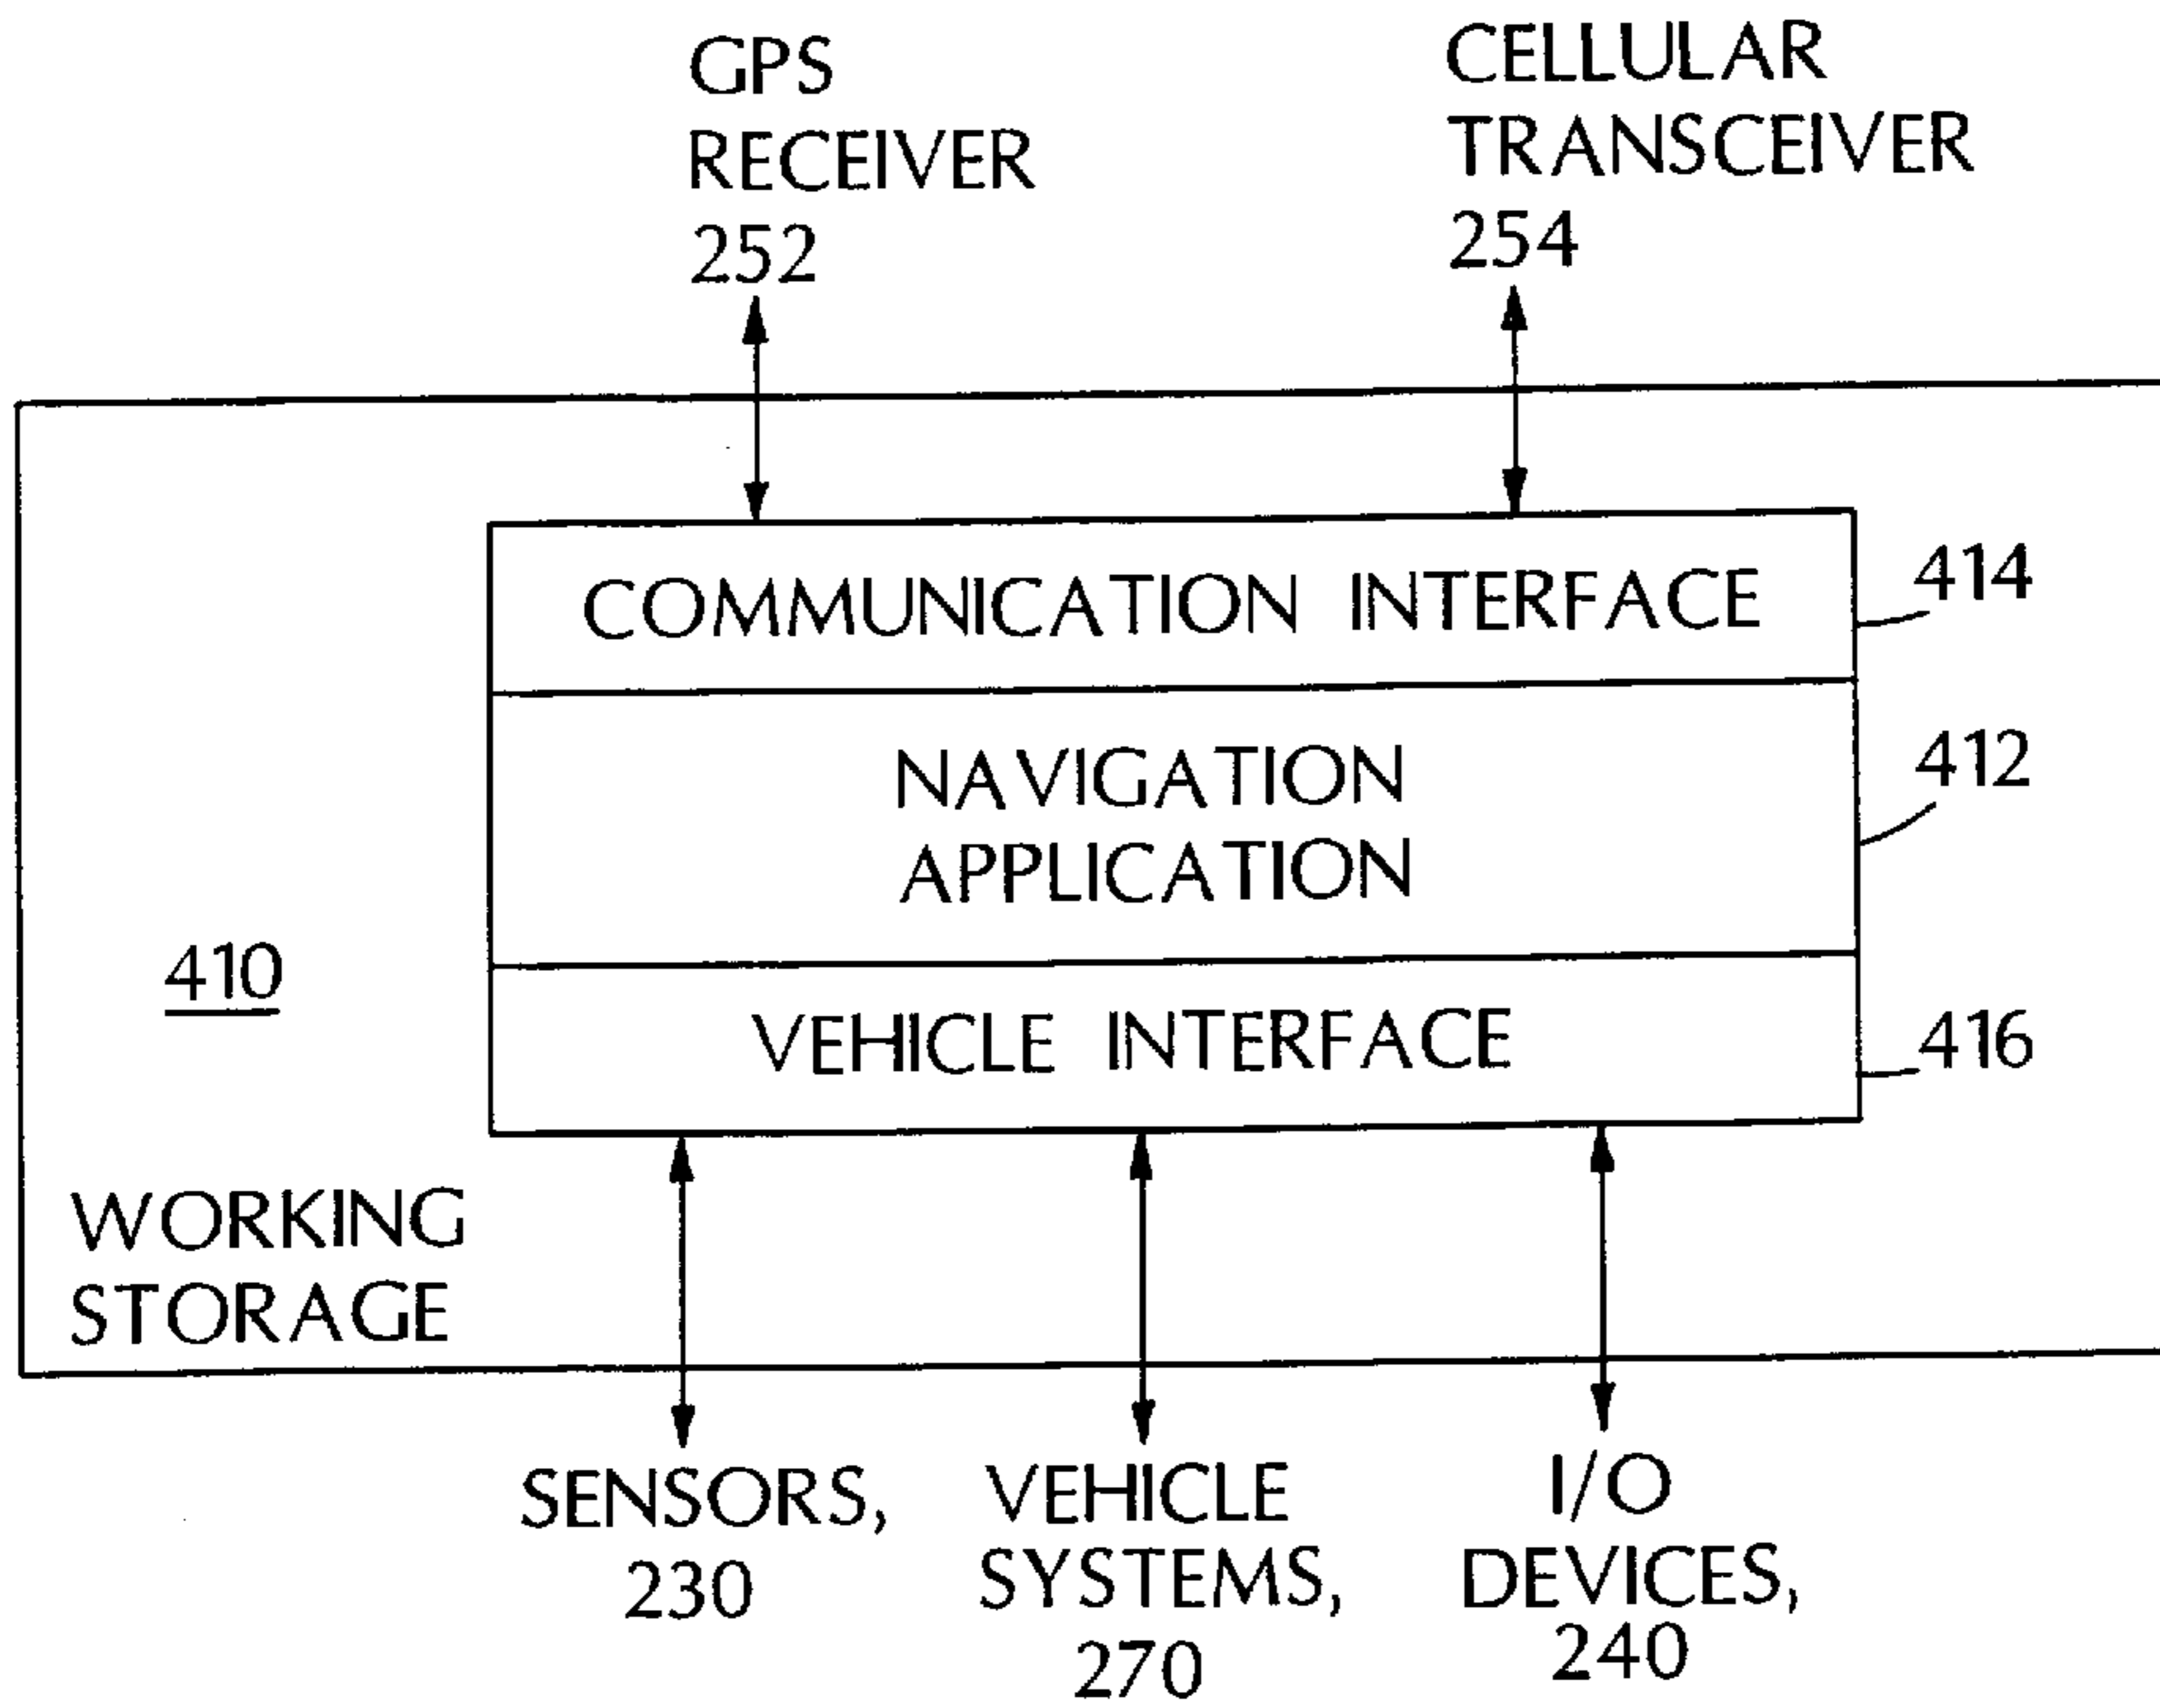 GPS
RECEIVER
252
CELLULAR
TRANSCEIVER
254
COMMUNICATION INTERFACE
414
NAVIGATION
APPLICATION
412
410
VEHICLE INTERFACE
416
WORKING
STORAGE
SENSORS,
230
VEHICLE
SYSTEMS,
270
I/O
DEVICES,
240